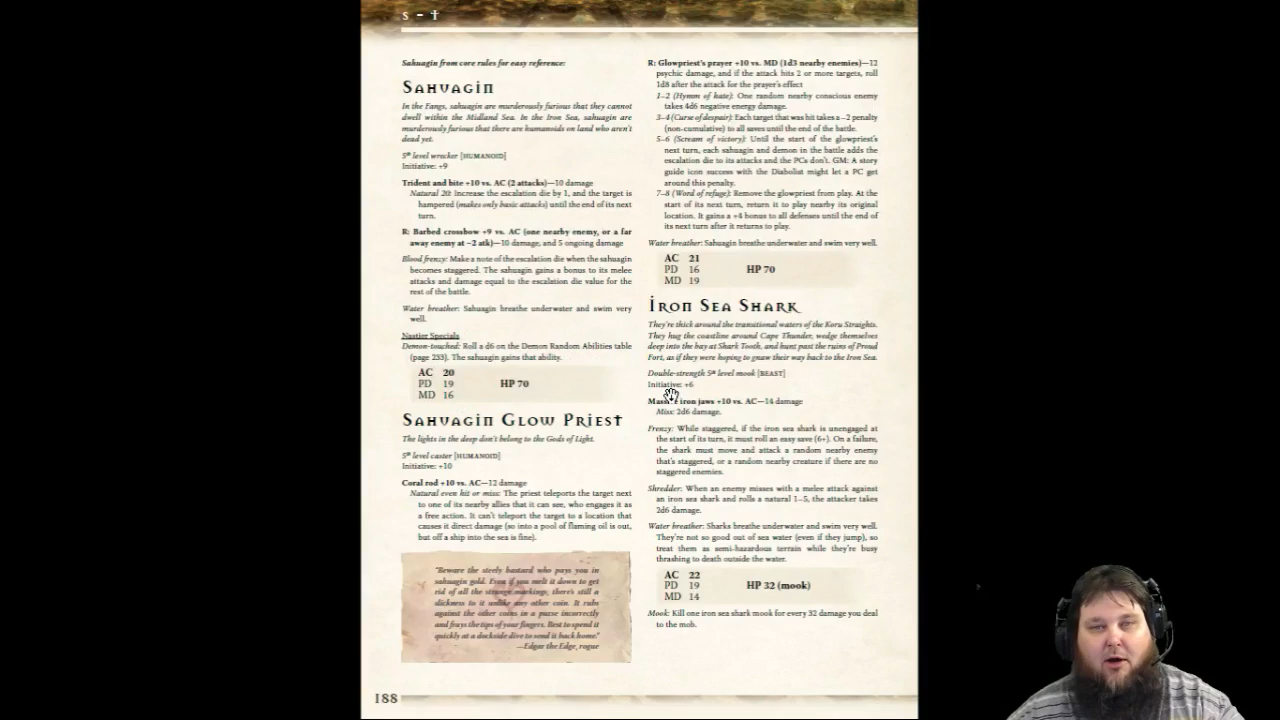 S - T
Sahuagin from core rules for easy reference:
Sahuagin
In the Fangs, sahuagin are murderously furious that they cannot
dwell within the Midland Sea. In the Iron Sea, sahuagin are
murderously furious that there are humanoids on land who aren't
dead yet.
5th level wrecker [HUMANOID]
Initiative: +9
Trident and bite +10 vs. AC (2 attacks)—10 damage
Natural 20: Increase the escalation die by 1, and the target is
hampered (makes only basic attacks) until the end of its next
turn.
R: Barbed crossbow +9 vs. AC (one nearby enemy, or a far
away enemy at –2 atk)—10 damage, and 5 ongoing damage
Blood frenzy: Make a note of the escalation die when the sahuagin
becomes staggered. The sahuagin gains a bonus to its melee
attacks and damage equal to the escalation die value for the
rest of the battle.
Water breather: Sahuagin breathe underwater and swim very
well.
Nastier Specials
Demon-touched: Roll a d6 on the Demon Random Abilities table
(page 233). The sahuagin gains that ability.
AC 20
PD 19 HP 70
MD 16
Sahuagin Glow Priest
The lights in the deep don't belong to the Gods of Light.
5th level caster [HUMANOID]
Initiative: +10
Coral rod +10 vs. AC—12 damage
Natural even hit or miss: The priest teleports the target next
to one of its nearby allies that it can see, who engages it as
a free action. It can't teleport the target to a location that
causes it direct damage (so into a pool of flaming oil is out,
but off a ship into the sea is fine).
"Beware the steely bastard who pays you in
sahuagin gold. Even if you melt it down to get
rid of all the strange markings, there's still a
dickness to it unlike any other coin. It rubs
against the other coins in a purse incorrectly
and frays the tips of your fingers. Best to spend it
quickly at a dockside dive to send it back home."
—Edgar the Edge, rogue
R: Glowpriest's prayer +10 vs. MD (1d3 nearby enemies)—12
psychic damage, and if the attack hits 2 or more targets, roll
1d8 after the attack for the prayer's effect
1–2 (Hymn of hate): One random nearby conscious enemy
takes 4d6 negative energy damage.
3–4 (Curse of despair): Each target that was hit takes a –2 penalty
(non-cumulative) to all saves until the end of the battle.
5–6 (Scream of victory): Until the start of the glowpriest's
next turn, each sahuagin and demon in the battle adds the
escalation die to its attacks and the PCs don't. GM: A story
guide icon success with the Diabolist might let a PC get
around this penalty.
7–8 (Word of refuge): Remove the glowpriest from play. At the
start of its next turn, return it to play nearby its original
location. It gains a +4 bonus to all defenses until the end of
its next turn after it returns to play.
Water breather: Sahuagin breathe underwater and swim very well.
AC 21
PD 16 HP 70
MD 19
Iron Sea Shark
They're thick around the transitional waters of the Koru Straights.
They hug the coastline around Cape Thunder, wedge themselves
deep into the bay at Shark Tooth, and hunt past the ruins of Proud
Fort, as if they were hoping to gnaw their way back to the Iron Sea.
Double-strength 5th level mook [BEAST]
Initiative: +6
iron jaws +10 vs. AC—14 damage
Miss: 2d6 damage.
Frenzy: While staggered, if the iron sea shark is unengaged at
the start of its turn, it must roll an easy save (6+). On a failure,
the shark must move and attack a random nearby enemy
that's staggered, or a random nearby creature if there are no
staggered enemies.
Shredder: When an enemy misses with a melee attack against
an iron sea shark and rolls a natural 1–5, the attacker takes
2d6 damage.
Water breather: Sharks breathe underwater and swim very well.
They're not so good out of sea water (even if they jump), so
treat them as semi-hazardous terrain while they're busy
thrashing to death outside the water.
AC 22
PD 19 HP 32 (mook)
MD 14
Mook: Kill one iron sea shark mook for every 32 damage you deal
to the mob.
188